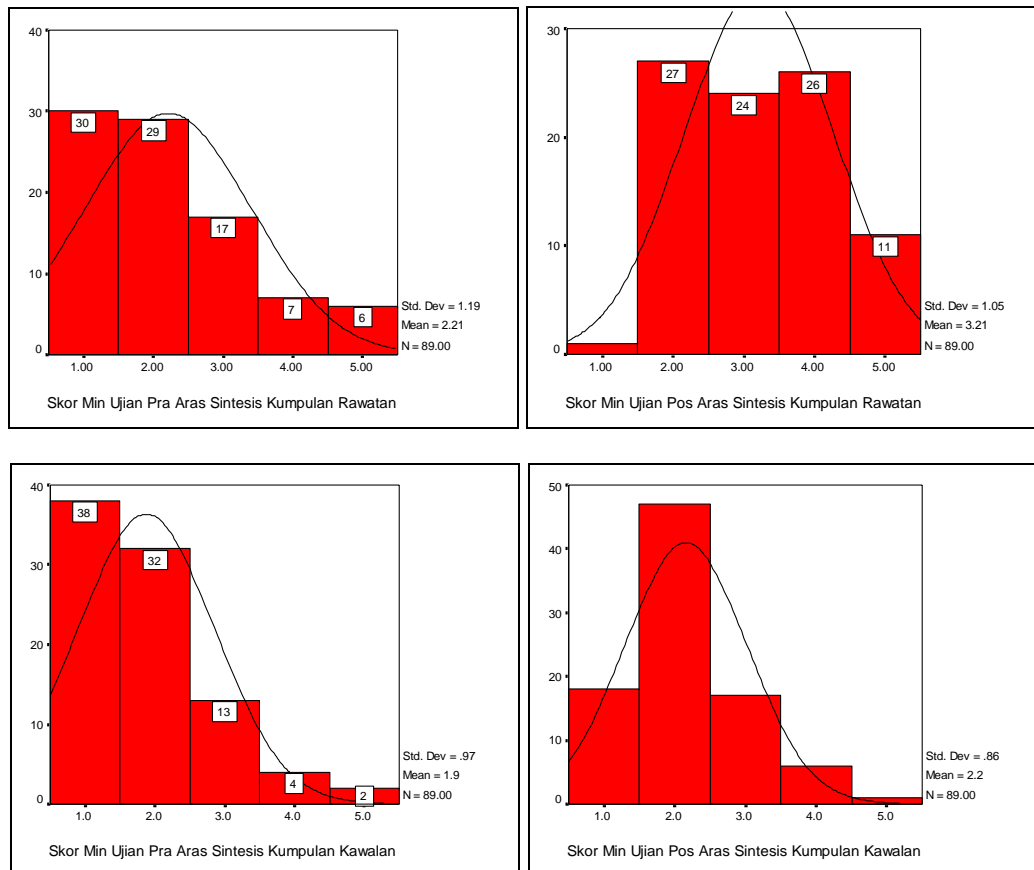 40
30
20
10
0
30
29
17
7
6
1.00 2.00 3.00 4.00 5.00
Std. Dev = 1.19
Mean = 2.21
N = 89.00
Skor Min Ujian Pra Aras Sintesis Kumpulan Rawatan
30
20
10
0
27
24
26
11
1.00 2.00 3.00 4.00 5.00
Std. Dev = 1.05
Mean = 3.21
N = 89.00
Skor Min Ujian Pos Aras Sintesis Kumpulan Rawatan
40
30
20
10
0
38
32
13
4
2
1.0 2.0 3.0 4.0 5.0
Std. Dev = .97
Mean = 1.9
N = 89.00
Skor Min Ujian Pra Aras Sintesis Kumpulan Kawalan
50
40
30
20
10
0
1.0 2.0 3.0 4.0 5.0
Std. Dev = .86
Mean = 2.2
N = 89.00
Skor Min Ujian Pos Aras Sintesis Kumpulan Kawalan